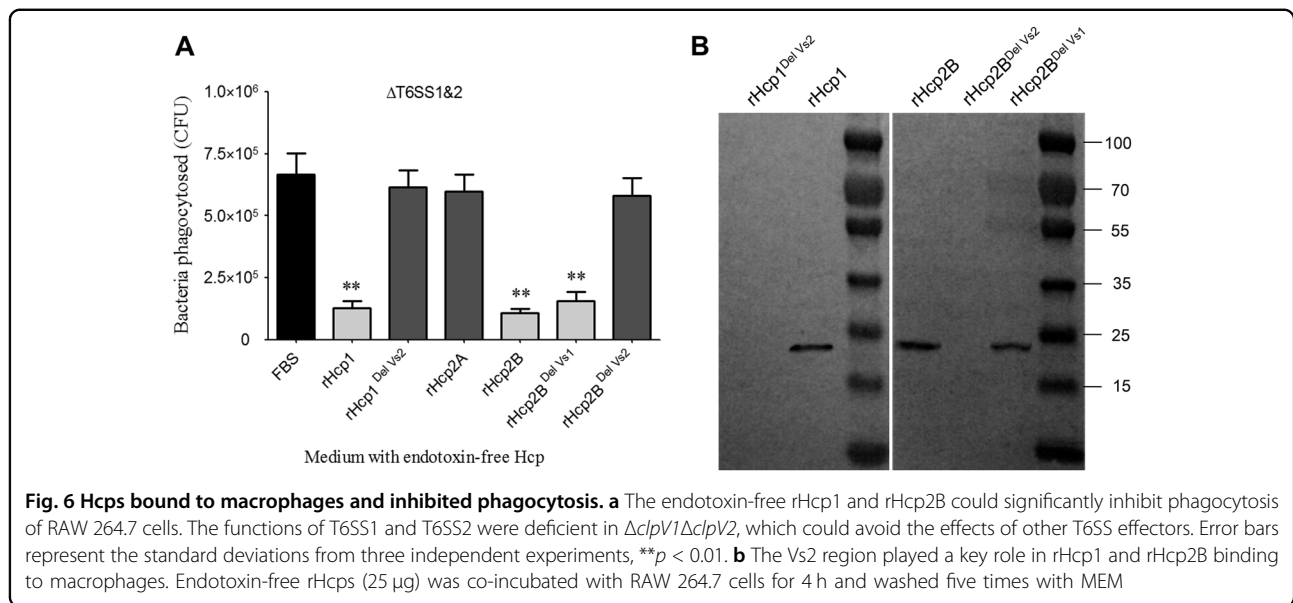 A
ΔT6SS1&2
Bacteria phagocytosed (CFU)
1.0×10⁶
7.5×10⁵
5.0×10⁵
2.5×10⁵
0
**
**
**
FBS
rHcp1
rHcp1 Del Vs2
rHcp2A
rHcp2B
rHcp2B Del Vs1
rHcp2B Del Vs2
Medium with endotoxin-free Hcp
B
rHcp1 Del Vs2
rHcp1
rHcp2B
rHcp2B Del Vs2
rHcp2B Del Vs1
100
70
55
35
25
15
Fig. 6 Hcps bound to macrophages and inhibited phagocytosis. a The endotoxin-free rHcp1 and rHcp2B could significantly inhibit phagocytosis
of RAW 264.7 cells. The functions of T6SS1 and T6SS2 were deficient in ΔclpV1ΔclpV2, which could avoid the effects of other T6SS effectors. Error bars
represent the standard deviations from three independent experiments, **p < 0.01. b The Vs2 region played a key role in rHcp1 and rHcp2B binding
to macrophages. Endotoxin-free rHcps (25 μg) was co-incubated with RAW 264.7 cells for 4 h and washed five times with MEM